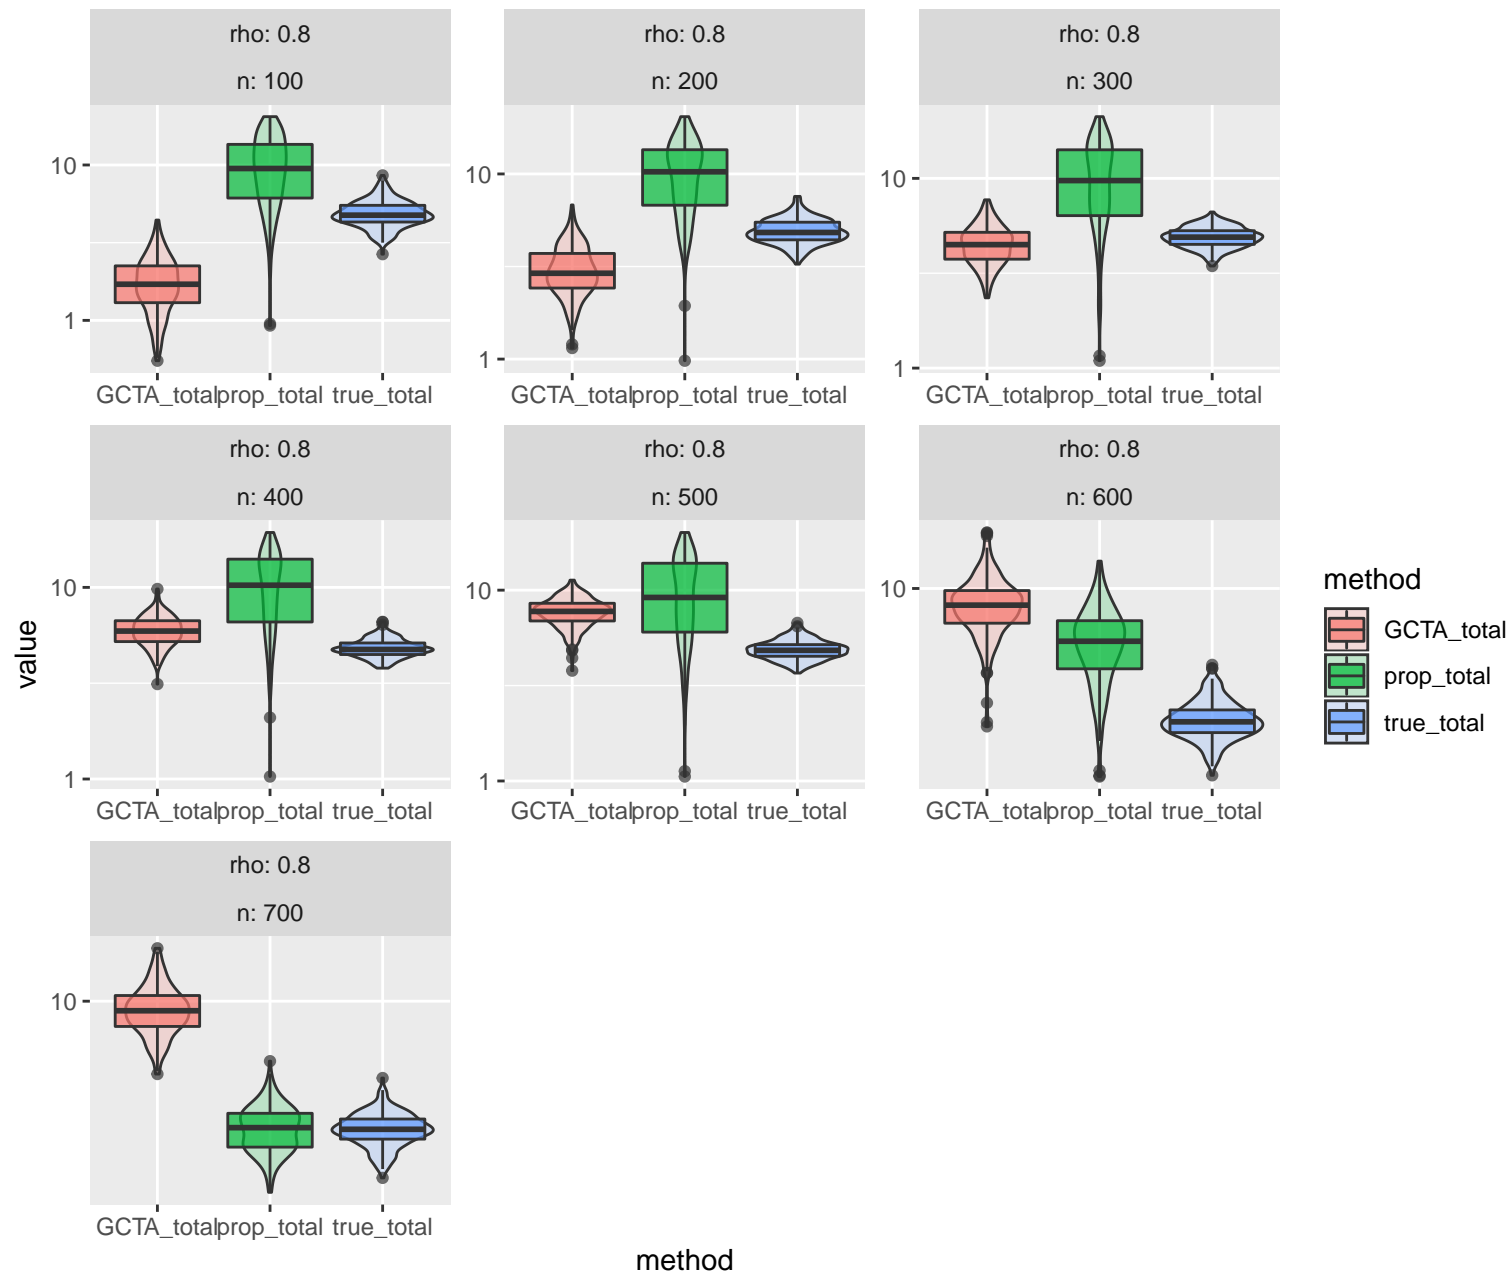 rho: 0.8
n: 100
rho: 0.8
n: 200
rho: 0.8
n: 300
10
1
10
1
10
1
GCTA_total prop_total true_total
GCTA_total prop_total true_total
GCTA_total prop_total true_total
rho: 0.8
n: 400
rho: 0.8
n: 500
rho: 0.8
n: 600
10
1
10
1
10
GCTA_total prop_total true_total
GCTA_total prop_total true_total
GCTA_total prop_total true_total
rho: 0.8
n: 700
10
GCTA_total prop_total true_total
value
method
method
GCTA_total
prop_total
true_total